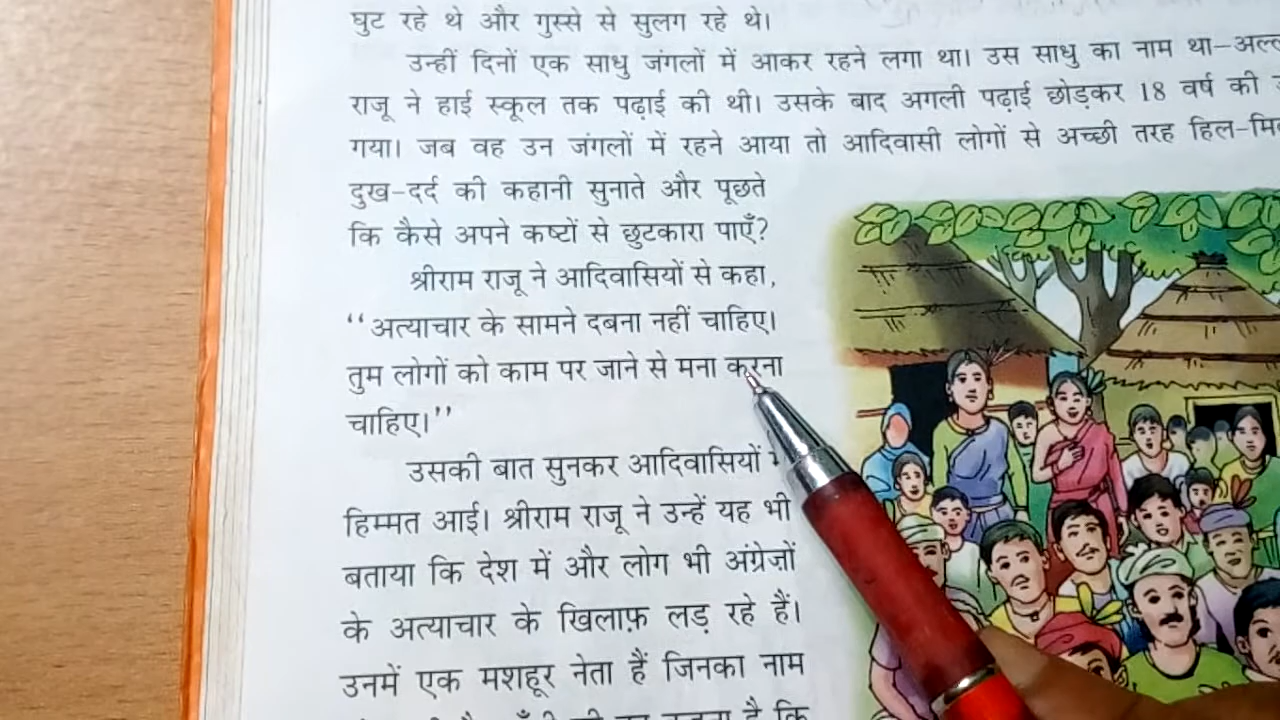 घुट रहे थे और गुस्से से सुलग रहे थे।
उन्हीं दिनों एक साधु जंगलों में आकर रहने लगा था। उस साधु का नाम था–
राजू ने हाई स्कूल तक पढ़ाई की थी। उसके बाद अगली पढ़ाई छोड़कर 18 वर्ष की
गया। जब वह उन जंगलों में रहने आया तो आदिवासी लोगों से अच्छी तरह
दुख-दर्द की कहानी सुनाते और पूछते
कि कैसे अपने कष्टों से छुटकारा पाएँ?
श्रीराम राजू ने आदिवासियों से कहा,
‘‘अत्याचार के सामने दबना नहीं चाहिए।
तुम लोगों को काम पर जाने से मना करना
चाहिए।’’
उसकी बात सुनकर आदिवासियों
हिम्मत आई। श्रीराम राजू ने उन्हें यह भी
बताया कि देश में और लोग भी अंग्रेजों
के अत्याचार के खिलाफ़ लड़ रहे हैं।
उनमें एक मशहूर नेता हैं जिनका नाम